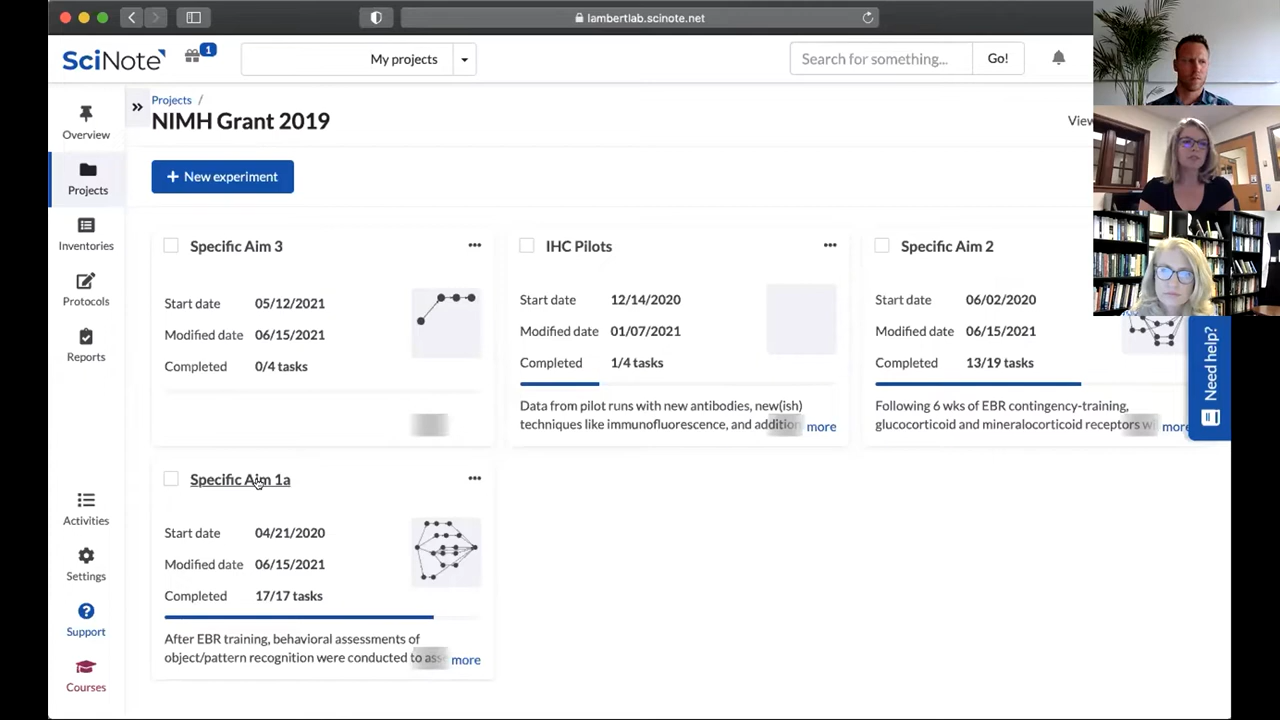 lambertlab.scinote.net
SciNote
1
My projects
Search for something...
Go!
Overview
Projects
Inventories
Protocols
Reports
Activities
Settings
Support
Courses
Projects /
NIMH Grant 2019
+ New experiment
Specific Aim 3
Start date 05/12/2021
Modified date 06/15/2021
Completed 0/4 tasks
IHC Pilots
Start date 12/14/2020
Modified date 01/07/2021
Completed 1/4 tasks
Data from pilot runs with new antibodies, new(ish)
techniques like immunofluorescence, and addition more
Specific Aim 2
Start date 06/02/2020
Modified date 06/15/2021
Completed 13/19 tasks
Following 6 wks of EBR contingency-training,
glucocorticoid and mineralocorticoid receptors w more
Specific Aim 1a
Start date 04/21/2020
Modified date 06/15/2021
Completed 17/17 tasks
After EBR training, behavioral assessments of
object/pattern recognition were conducted to ass more
Need help?